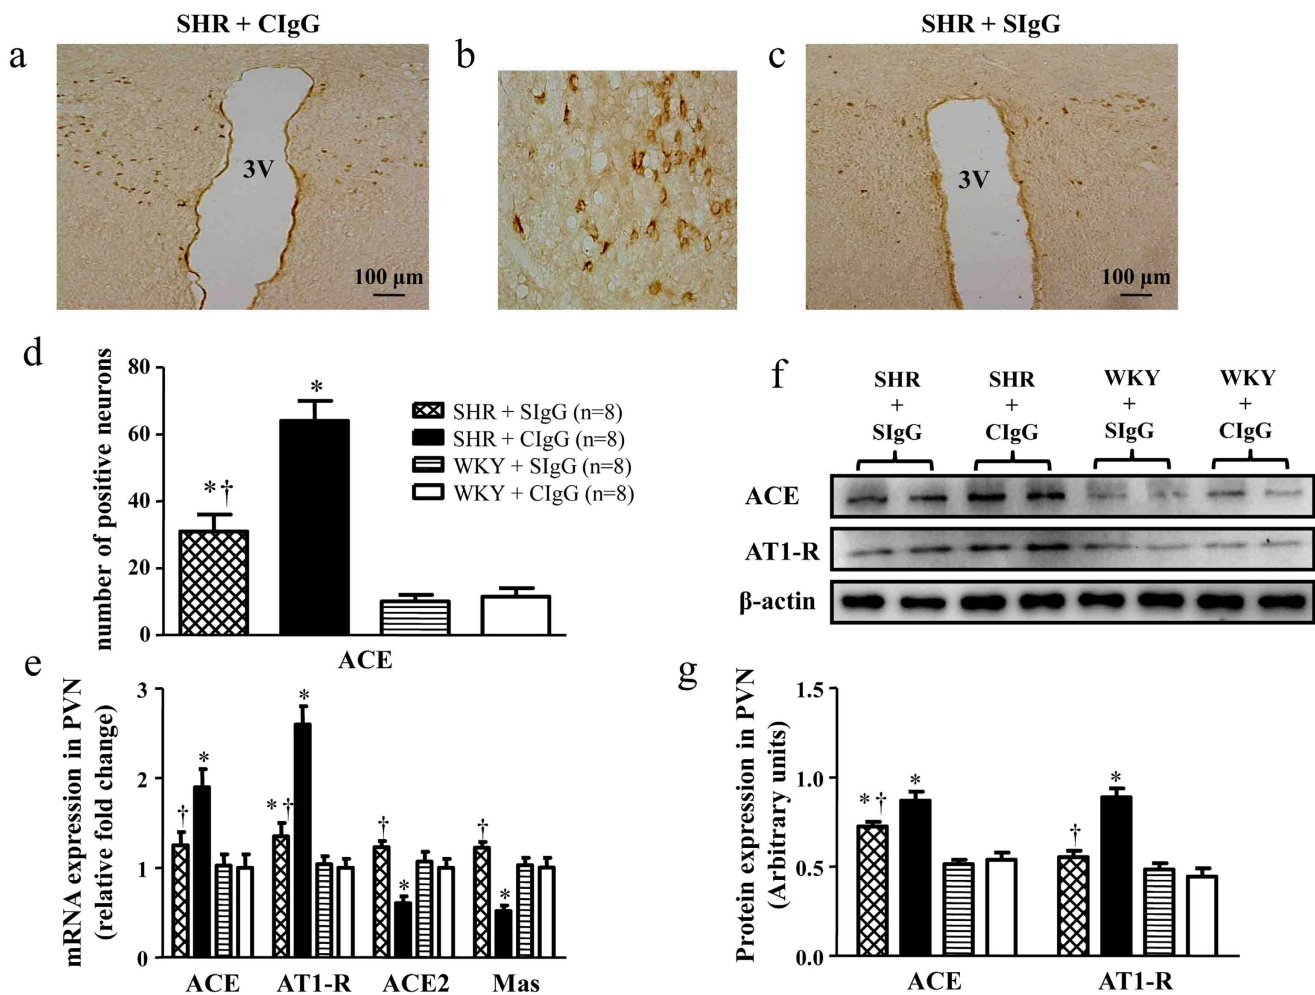 SHR + CIgG
SHR + SIgG
a
b
c
3V
100 μm
3V
100 μm
d
number of positive neurons
80
60
40
20
0
*†
*
SHR + SIgG (n=8)
SHR + CIgG (n=8)
WKY + SIgG (n=8)
WKY + CIgG (n=8)
ACE
e
mRNA expression in PVN
(relative fold change)
3
2
1
0
†
*
*†
*
†
*
†
*
ACE
AT1-R
ACE2
Mas
f
SHR
+
SIgG
SHR
+
CIgG
WKY
+
SIgG
WKY
+
CIgG
ACE
AT1-R
β-actin
g
Protein expression in PVN
(Arbitrary units)
1.5
1.0
0.5
0.0
*†
*
†
*
ACE
AT1-R